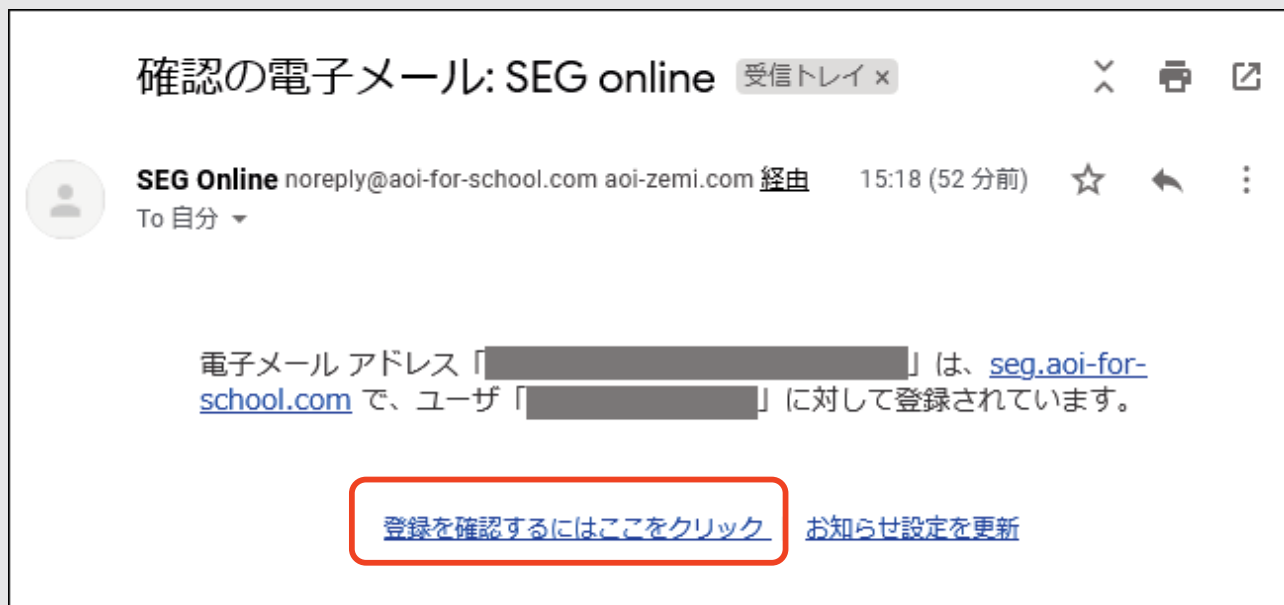 確認の電子メール: SEG online 受信トレイ ×
SEG Online noreply@aoi-for-school.com aoi-zemi.com 経由 15:18 (52 分前)
To 自分
電子メール アドレス「 」は、seg.aoi-for-
school.com で、ユーザ「 」に対して登録されています。
登録を確認するにはここをクリック お知らせ設定を更新